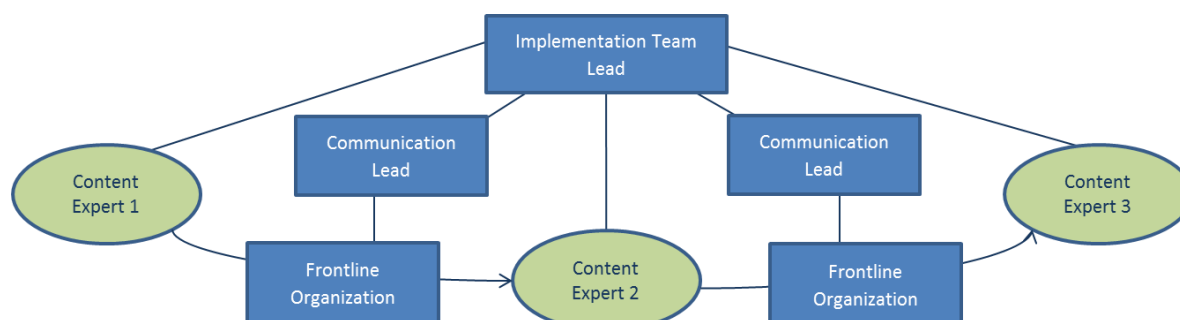 Implementation Team
Lead
Communication
Lead
Communication
Lead
Content
Expert 1
Content
Expert 3
Frontline
Organization
Content
Expert 2
Frontline
Organization